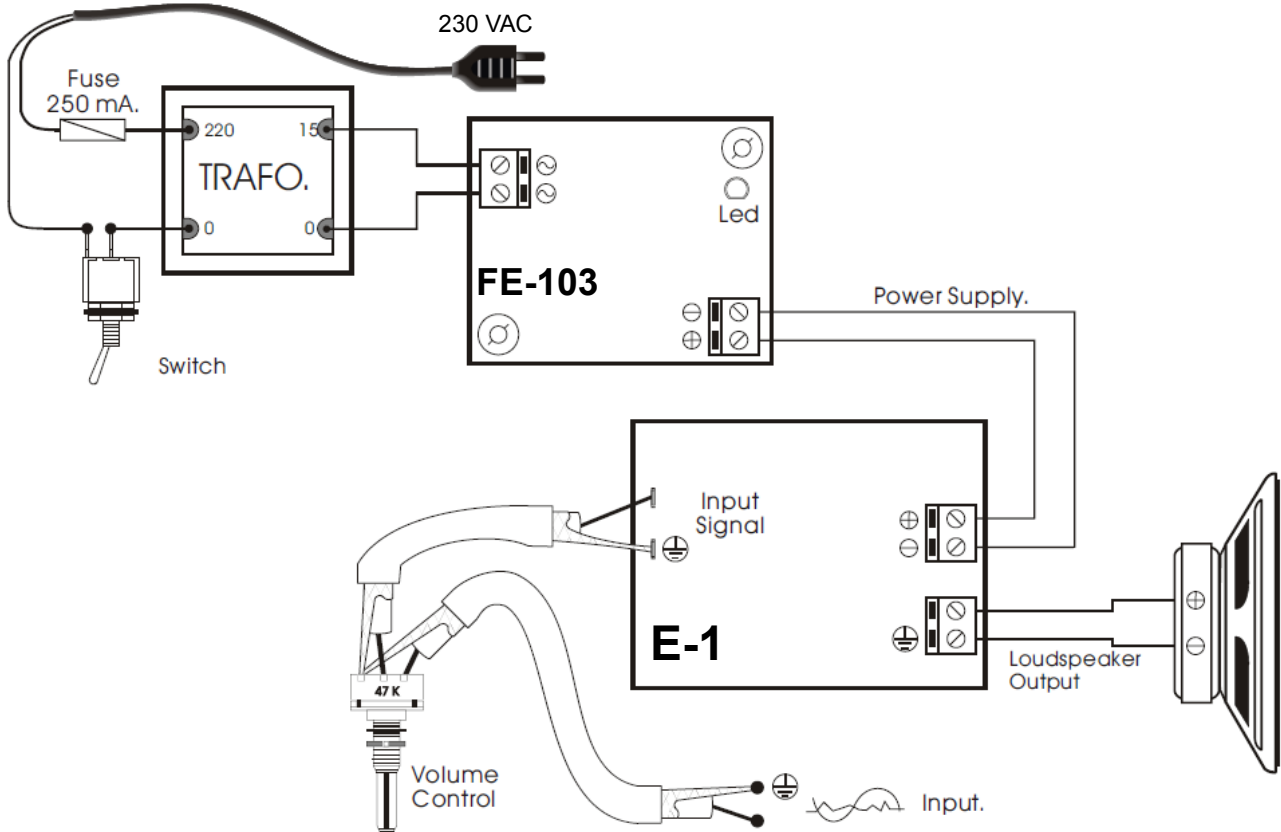 230 VAC
Fuse
250 mA.
220
15
TRAFO.
0
0
Switch
Led
FE-103
Power Supply.
Input
Signal
E-1
Loudspeaker
Output
47 K
Volume
Control
Input.